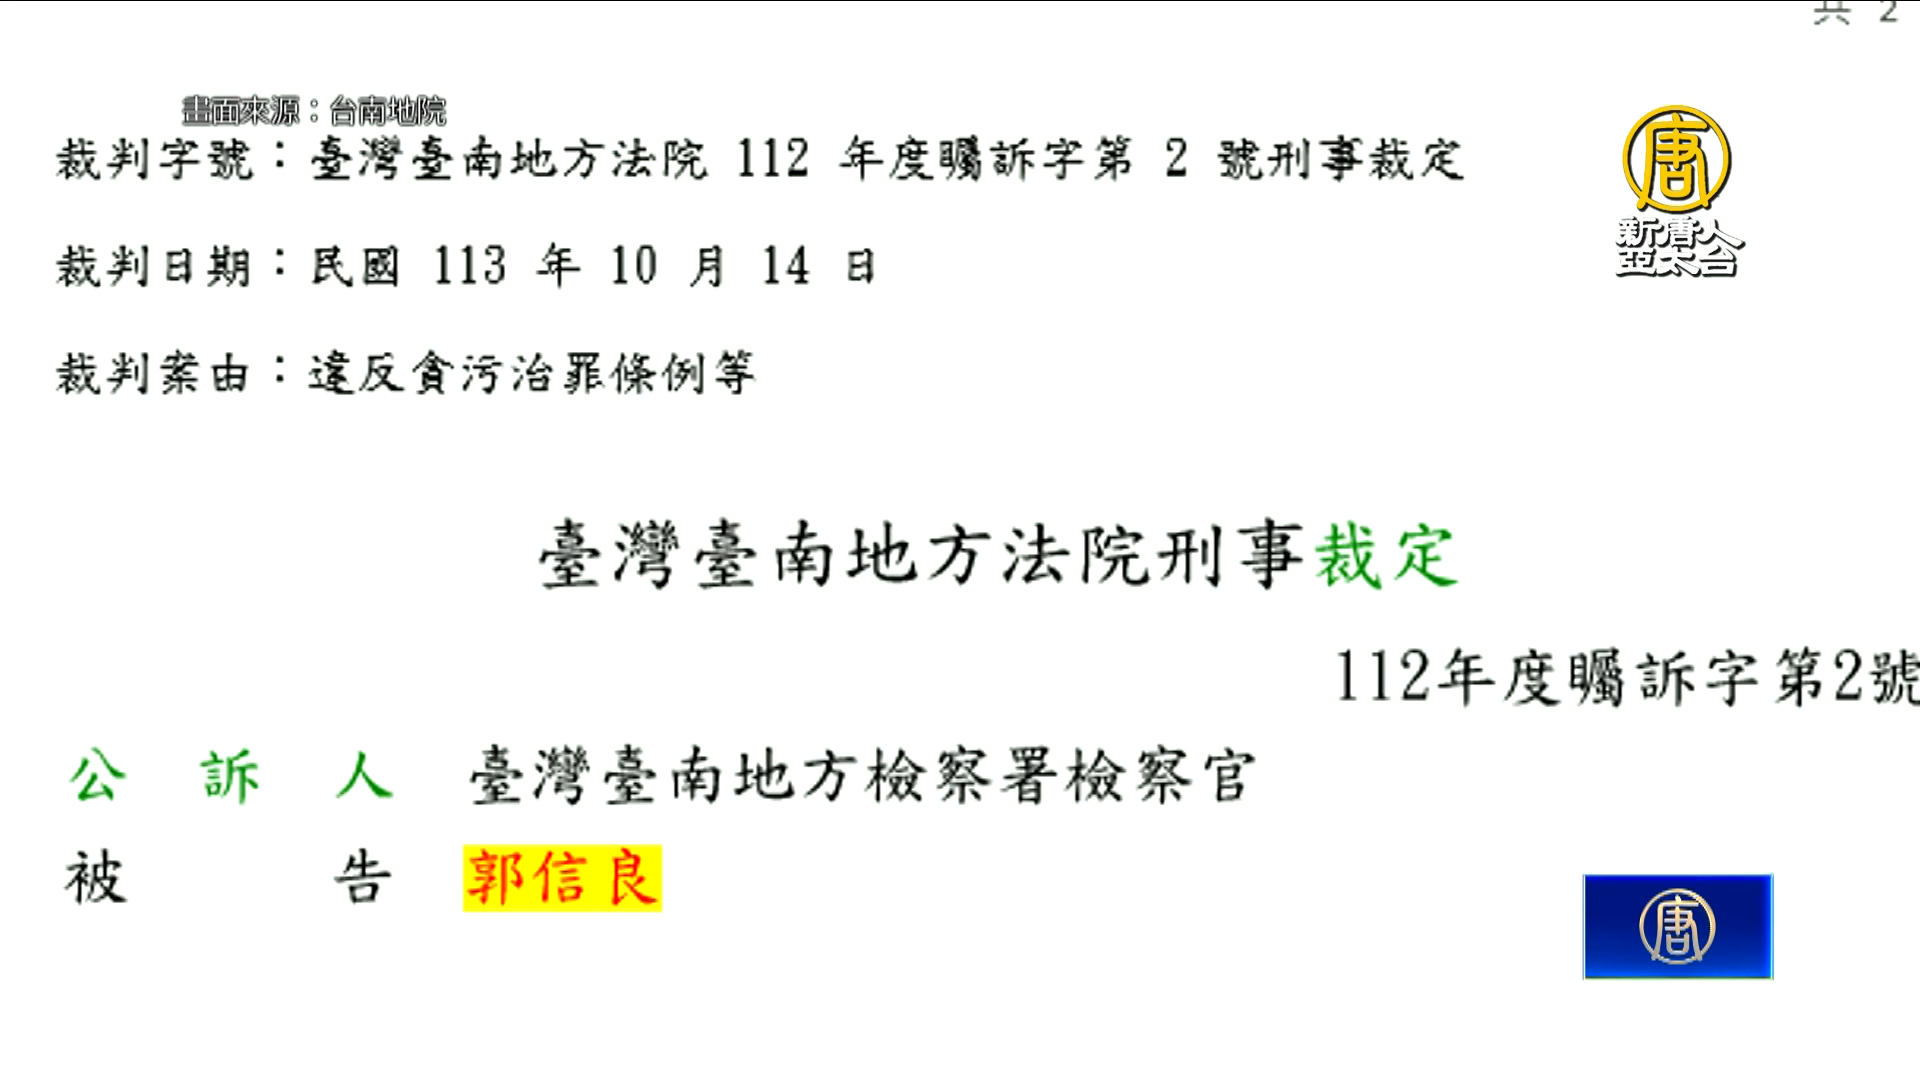 共 2
畫面來源：台南地院
裁判字號：臺灣臺南地方法院 112 年度矚訴字第 2 號刑事裁定
唐
新唐人
亞太台
裁判日期：民國 113 年 10 月 14 日
裁判案由：違反貪污治罪條例等
臺灣臺南地方法院刑事裁定
112年度矚訴字第2號
公 訴 人 臺灣臺南地方檢察署檢察官
被 告 郭信良
唐